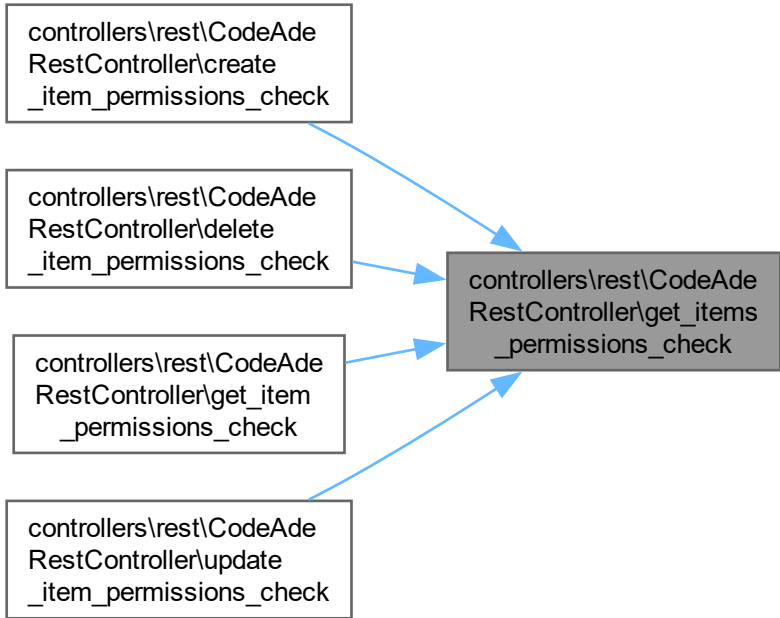 controllers\rest\CodeAde
RestController\create
_item_permissions_check
controllers\rest\CodeAde
RestController\delete
_item_permissions_check
controllers\rest\CodeAde
RestController\get_item
_permissions_check
controllers\rest\CodeAde
RestController\update
_item_permissions_check
controllers\rest\CodeAde
RestController\get_items
_permissions_check